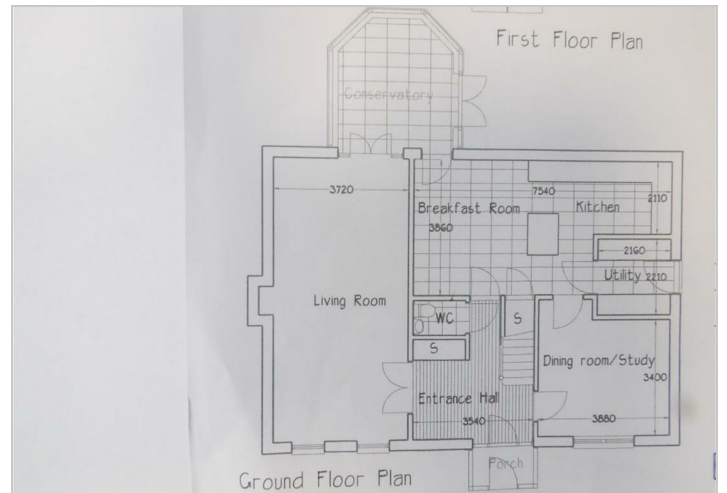 First Floor Plan
Conservatory
3720
7540
Breakfast Room
Kitchen
2110
3860
2160
Utility
2210
Living Room
WC
S
S
Dining room/Study
3400
Entrance Hall
3540
3880
Porch
Ground Floor Plan